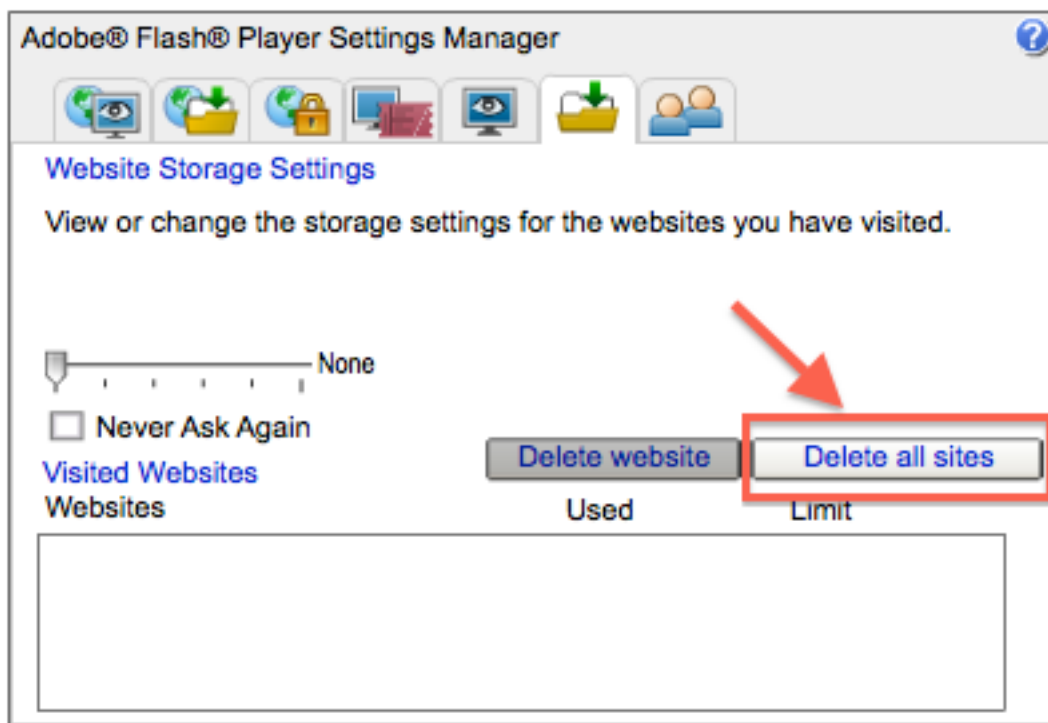 Adobe® Flash® Player Settings Manager
?
Website Storage Settings
View or change the storage settings for the websites you have visited.
None
Never Ask Again
Delete website Delete all sites
Visited Websites
Websites Used Limit